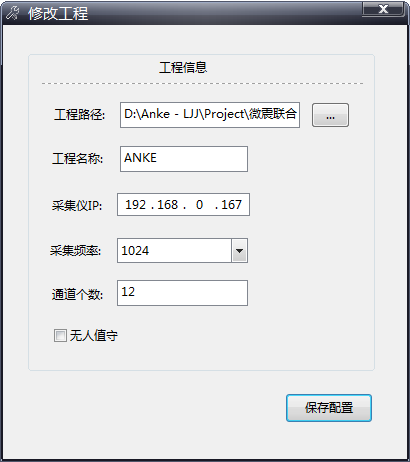 修改工程
工程信息
工程路径: D:\Anke - LJJ\Project\微震联合 ...
工程名称: ANKE
采集仪IP: 192 . 168 . 0 . 167
采集频率: 1024
通道个数: 12
无人值守
保存配置